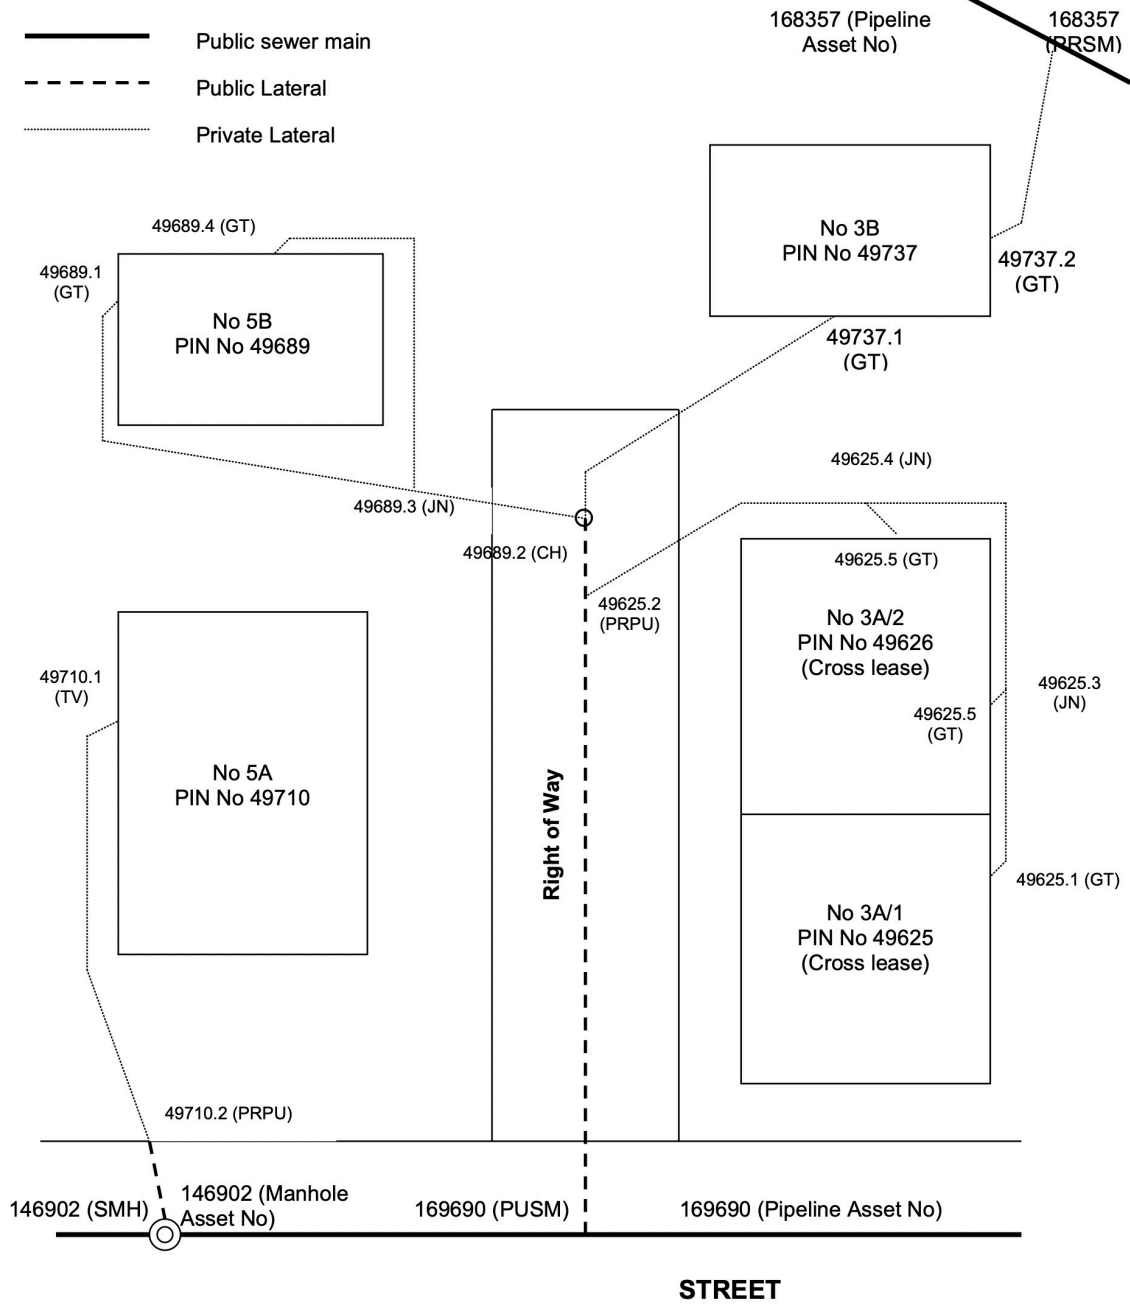 168357 (Pipeline
Asset No)
168357
(PRSM)
Public sewer main
Public Lateral
Private Lateral
No 3B
PIN No 49737
49737.2
(GT)
49689.4 (GT)
49689.1
(GT)
No 5B
PIN No 49689
49737.1
(GT)
49625.4 (JN)
49689.3 (JN)
49689.2 (CH)
49625.5 (GT)
49625.2
(PRPU)
No 3A/2
PIN No 49626
(Cross lease)
49710.1
(TV)
49625.3
(JN)
49625.5
(GT)
No 5A
PIN No 49710
Right of Way
49625.1 (GT)
No 3A/1
PIN No 49625
(Cross lease)
49710.2 (PRPU)
146902 (SMH)
146902 (Manhole
Asset No)
169690 (PUSM)
169690 (Pipeline Asset No)
STREET